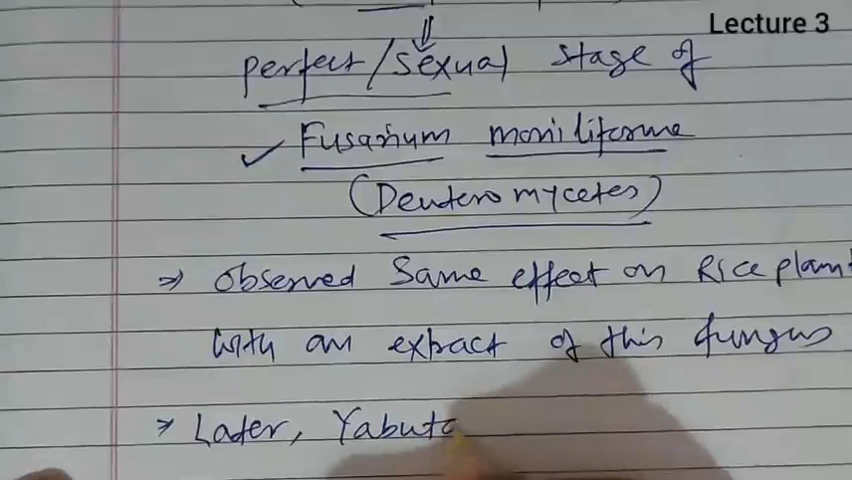 Lecture 3
perfect/sexual stage of
✓ Fusarium moniliforme
(Deuteromycetes)
⇒ Observed Same effect on Rice plant
with an extract of this fungus
⇒ Later, Yabuta